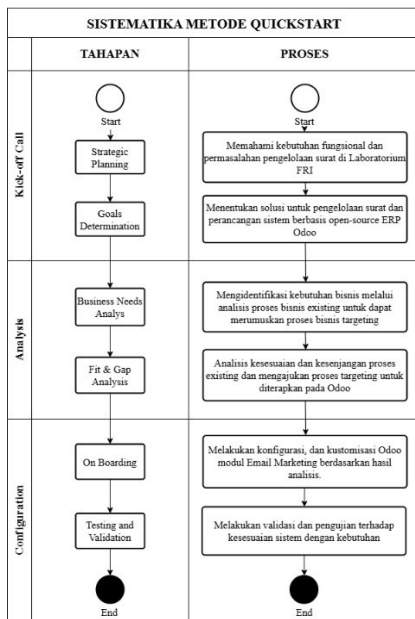 SISTEMATIKA METODE QUICKSTART
TAHAPAN
PROSES
Kick-off Call
Start
Strategic
Planning
Goals
Determination
Start
Memahami kebutuhan fungsional dan
permasalahan pengelolaan surat di Laboratorium
FRI
Menentukan solusi untuk pengelolaan surat dan
perancangan sistem berbasis open-source ERP
Odoo
Analysis
Business Needs
Analys
Fit & Gap
Analysis
Mengidentifikasi kebutuhan bisnis melalui
analisis proses bisnis existing untuk dapat
merumuskan proses bisnis targeting
Analisis kesesuaian dan kesenjangan proses
existing dan mengajukan proses targeting untuk
diterapkan pada Odoo
Configuration
On Boarding
Testing and
Validation
End
Melakukan konfigurasi, dan kustomisasi Odoo
modul Email Marketing berdasarkan hasil
analisis.
Melakukan validasi dan pengujian terhadap
kesesuaian sistem dengan kebutuhan
End